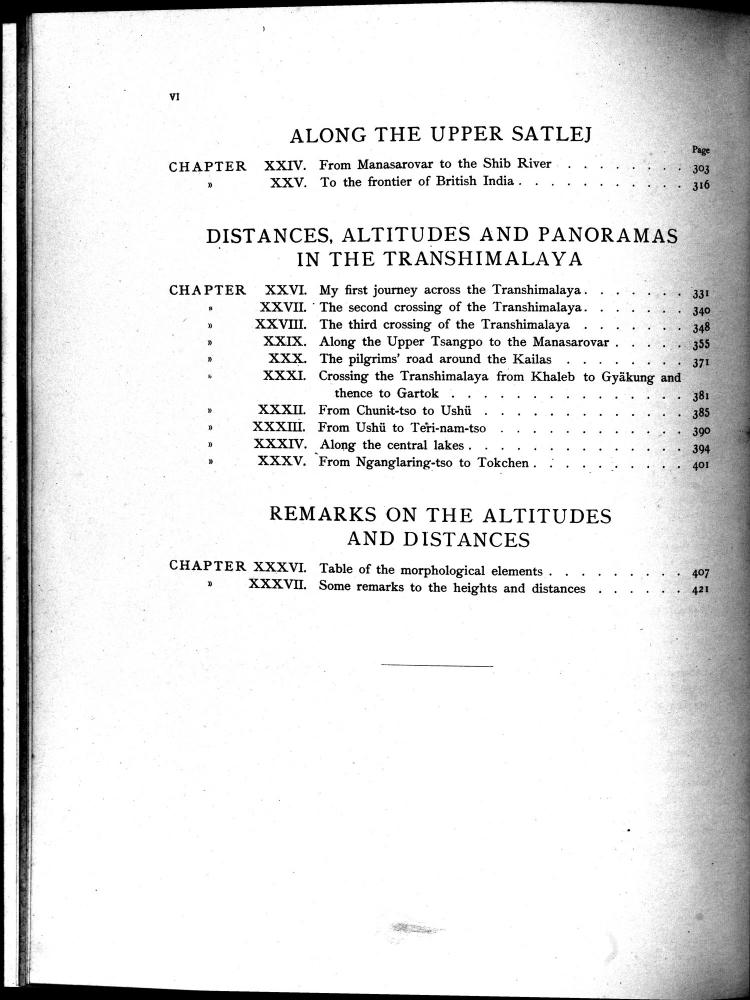 VI
ALONG THE UPPER SATLEJ
Page
CHAPTER XXIV. From Manasarovar to the Shib River . . . . . . . . 303
» XXV. To the frontier of British India . . . . . . . . . . . 316
DISTANCES, ALTITUDES AND PANORAMAS
IN THE TRANSHIMALAYA
CHAPTER XXVI. My first journey across the Transhimalaya . . . . . . . 331
» XXVII. The second crossing of the Transhimalaya . . . . . . . 340
» XXVIII. The third crossing of the Transhimalaya . . . . . . . 348
» XXIX. Along the Upper Tsangpo to the Manasarovar . . . . . 355
» XXX. The pilgrims' road around the Kailas . . . . . . . . 371
» XXXI. Crossing the Transhimalaya from Khaleb to Gyäkung and
thence to Gartok . . . . . . . . . . . . . . . 381
» XXXII. From Chunit-tso to Ushü . . . . . . . . . . . . . 385
» XXXIII. From Ushü to Teri-nam-tso . . . . . . . . . . . . 390
» XXXIV. Along the central lakes . . . . . . . . . . . . . . 394
» XXXV. From Nganglaring-tso to Tokchen . . . . . . . . . . 401
REMARKS ON THE ALTITUDES
AND DISTANCES
CHAPTER XXXVI. Table of the morphological elements . . . . . . . . . 407
» XXXVII. Some remarks to the heights and distances . . . . . . 421